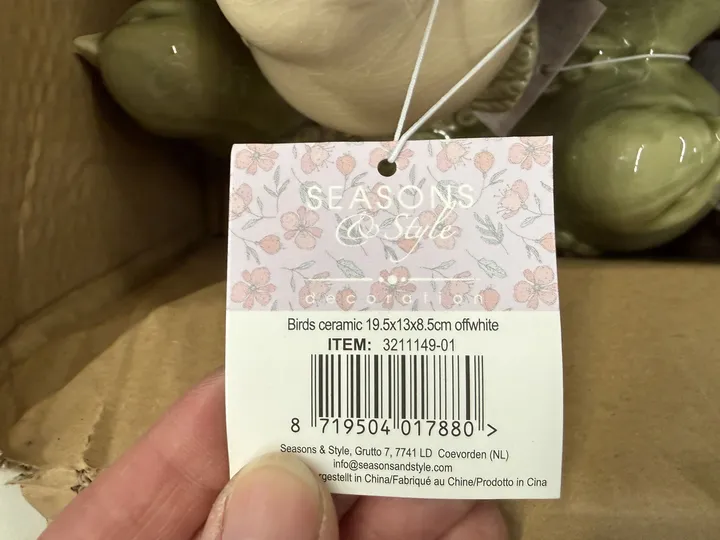 SEASONS
& Style
decoration
Birds ceramic 19.5x13x8.5cm offwhite
ITEM: 3211149-01
8 719504 017880 >
Seasons & Style, Grutto 7, 7741 LD Coevorden (NL)
info@seasonsandstyle.com
rgestellt in China/Fabriqué au Chine/Prodotto in Cina